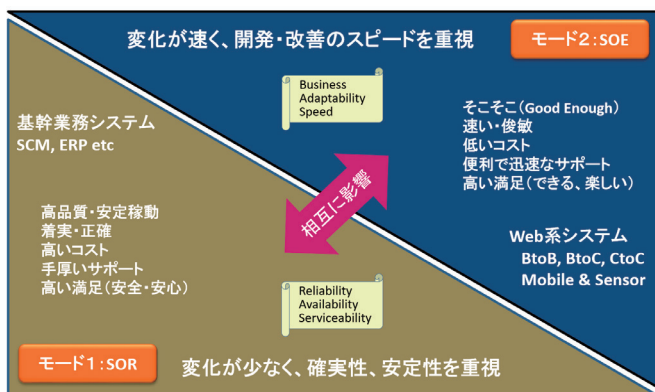 変化が速く、開発・改善のスピードを重視
モード2:SOE
Business
Adaptability
Speed
そこそこ(Good Enough)
速い・俊敏
低いコスト
便利で迅速なサポート
高い満足(できる、楽しい)
基幹業務システム
SCM, ERP etc
相互に影響
高品質・安定稼動
着実・正確
高いコスト
手厚いサポート
高い満足(安全・安心)
Web系システム
BtoB, BtoC, CtoC
Mobile & Sensor
Reliability
Availability
Serviceability
モード1:SOR
変化が少なく、確実性、安定性を重視